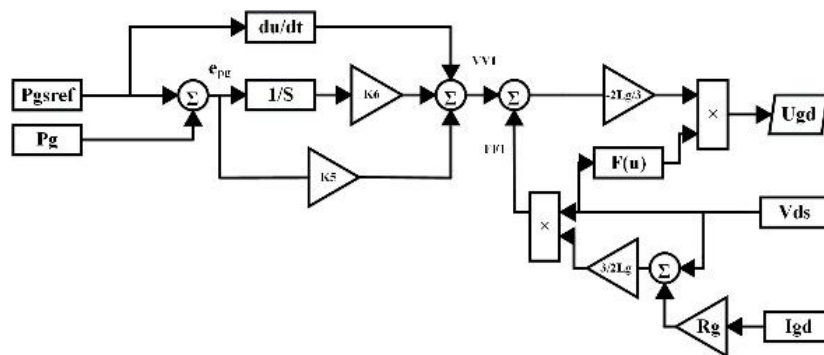 du/dt
VV1
e_pg
Pgsref
Σ
1/S
K6
Σ
Σ
-2Lg/3
×
Ugd
Pg
K5
FF1
F(u)
×
Vds
3/2Lg
Σ
Rg
Igd